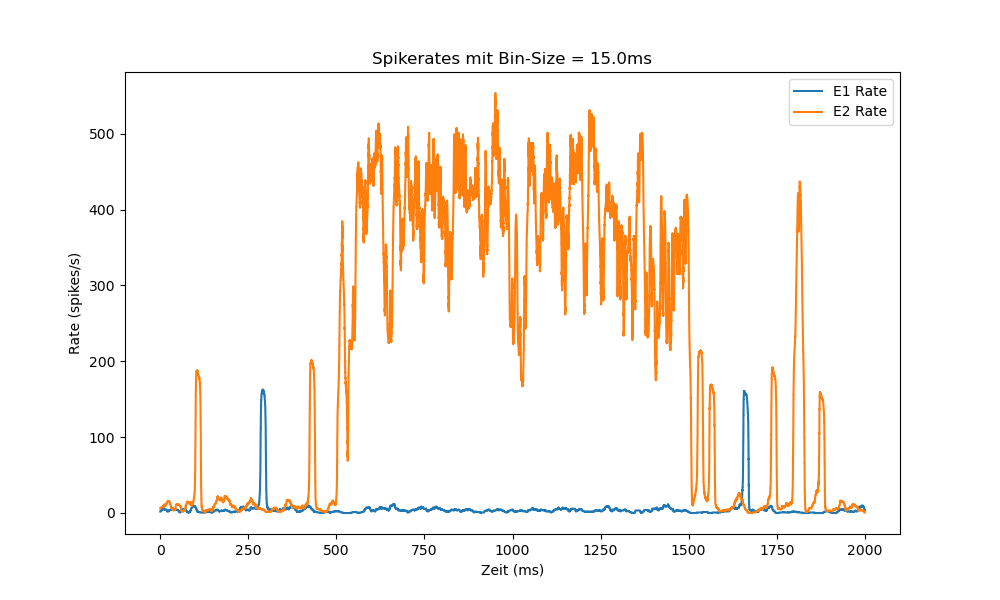 Spikerates mit Bin-Size = 15.0ms
E1 Rate
E2 Rate
Rate (spikes/s)
500
400
300
200
100
0
0 250 500 750 1000 1250 1500 1750 2000
Zeit (ms)